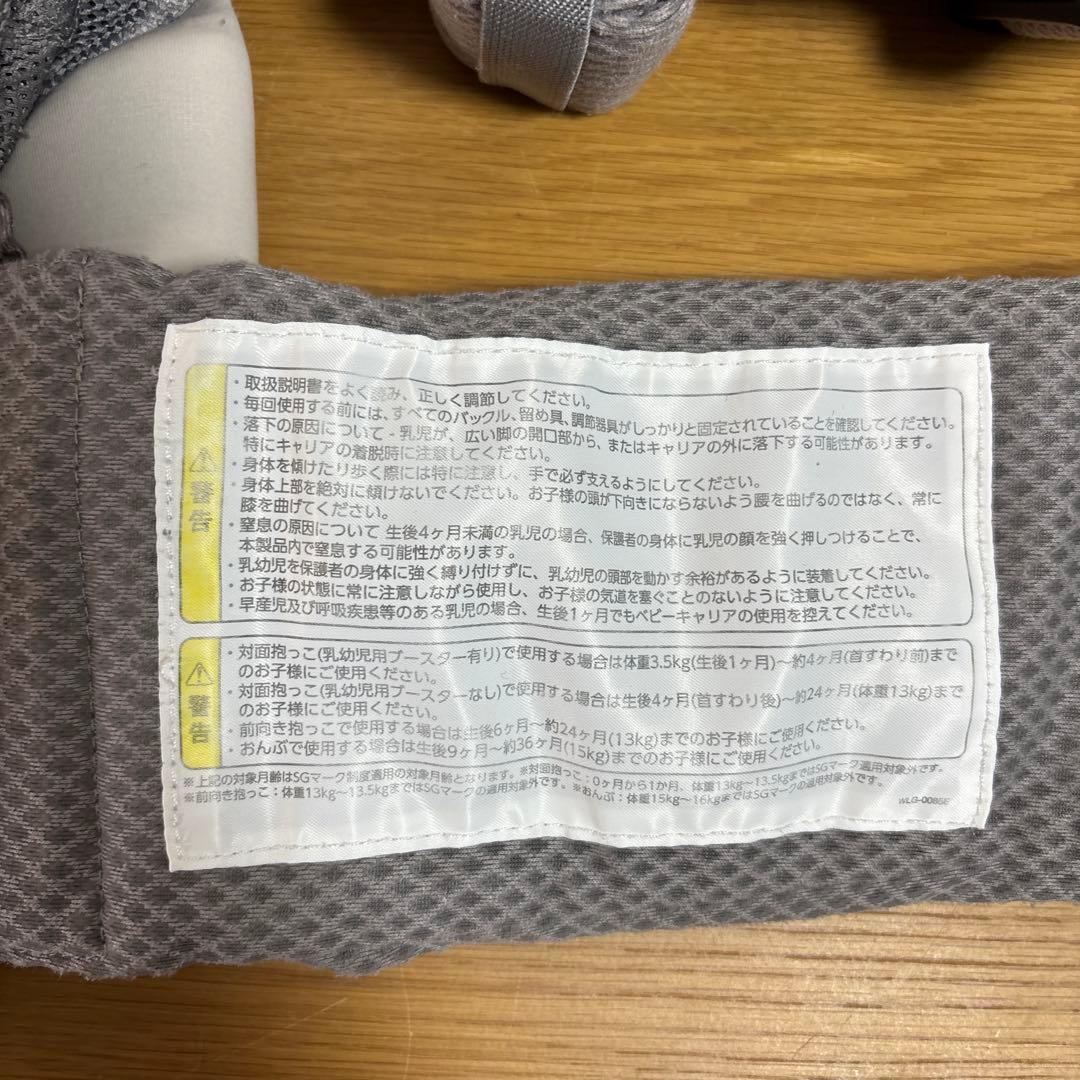 ・取扱説明書をよく読み、正しく調節してください。
・毎回使用する前には、すべてのバックル、留め具、調節器具がしっかりと固定されていることを確認してください。
・落下の原因について - 乳児が、広い脚の開口部から、またはキャリアの外に落下する可能性があります。
特にキャリアの着脱時に注意してください。
・身体を傾けたり歩く際には特に注意し、手で必ず支えるようにしてください。
・身体上部を絶対に傾けないでください。お子様の頭が下向きにならないよう腰を曲げるのではなく、常に
膝を曲げてください。
・窒息の原因について 生後4ヶ月未満の乳児の場合、保護者の身体に乳児の顔を強く押しつけることで、
本製品内で窒息する可能性があります。
・乳幼児を保護者の身体に強く縛り付けずに、乳幼児の頭部を動かす余裕があるように装着してください。
・お子様の状態に常に注意しながら使用し、お子様の気道を塞ぐことのないように注意してください。
・早産児及び呼吸疾患等のある乳児の場合、生後1ヶ月でもベビーキャリアの使用を控えてください。
警告
・対面抱っこ(乳幼児用ブースター有り)で使用する場合は体重3.5kg(生後1ヶ月)~約4ヶ月(首すわり前)まで
のお子様にご使用ください。
・対面抱っこ(乳幼児用ブースターなし)で使用する場合は生後4ヶ月(首すわり後)~約24ヶ月(体重13kg)まで
のお子様にご使用ください。
・前向き抱っこで使用する場合は生後6ヶ月~約24ヶ月(13kg)までのお子様にご使用ください。
・おんぶで使用する場合は生後9ヶ月~約36ヶ月(15kg)までのお子様にご使用ください。
警告
※上記の対象月齢はSGマーク制度適用の対象月齢となります。※対面抱っこ:0ヶ月から1か月、体重13kg~13.5kgまではSGマークの適用対象外です。
※前向き抱っこ:体重13kg~13.5kgまではSGマークの適用対象外です。※おんぶ:体重15kg~16kgまではSGマークの適用対象外です。
WLG-0085E